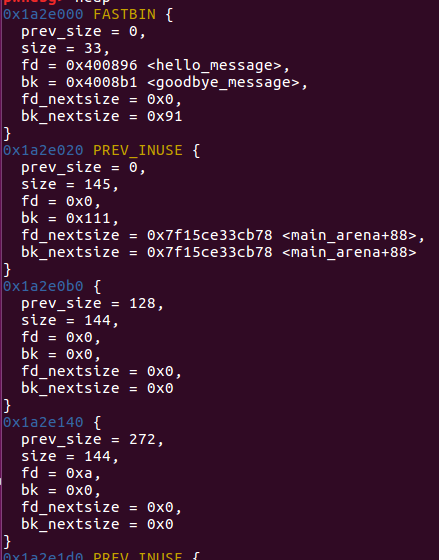 0x1a2e000 FASTBIN {
prev_size = 0,
size = 33,
fd = 0x400896 <hello_message>,
bk = 0x4008b1 <goodbye_message>,
fd_nextsize = 0x0,
bk_nextsize = 0x91
}
0x1a2e020 PREV_INUSE {
prev_size = 0,
size = 145,
fd = 0x0,
bk = 0x111,
fd_nextsize = 0x7f15ce33cb78 <main_arena+88>,
bk_nextsize = 0x7f15ce33cb78 <main_arena+88>
}
0x1a2e0b0 {
prev_size = 128,
size = 144,
fd = 0x0,
bk = 0x0,
fd_nextsize = 0x0,
bk_nextsize = 0x0
}
0x1a2e140 {
prev_size = 272,
size = 144,
fd = 0xa,
bk = 0x0,
fd_nextsize = 0x0,
bk_nextsize = 0x0
}
0x1a2e1d0 PREV_INUSE {